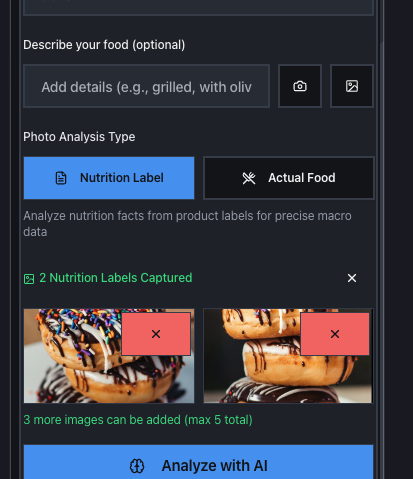 Describe your food (optional)
Add details (e.g., grilled, with oliv
Photo Analysis Type
Nutrition Label
Actual Food
Analyze nutrition facts from product labels for precise macro
data
2 Nutrition Labels Captured
3 more images can be added (max 5 total)
Analyze with AI